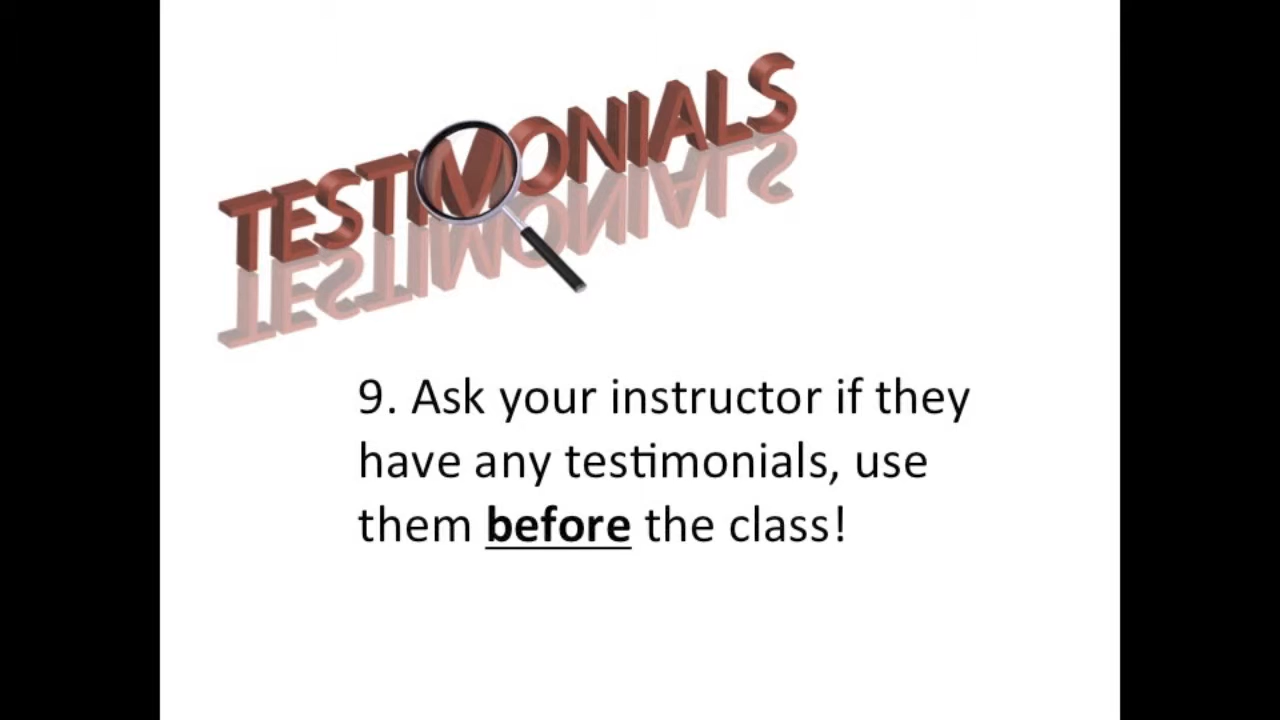 TESTIMONIALS
9. Ask your instructor if they
have any testimonials, use
them before the class!